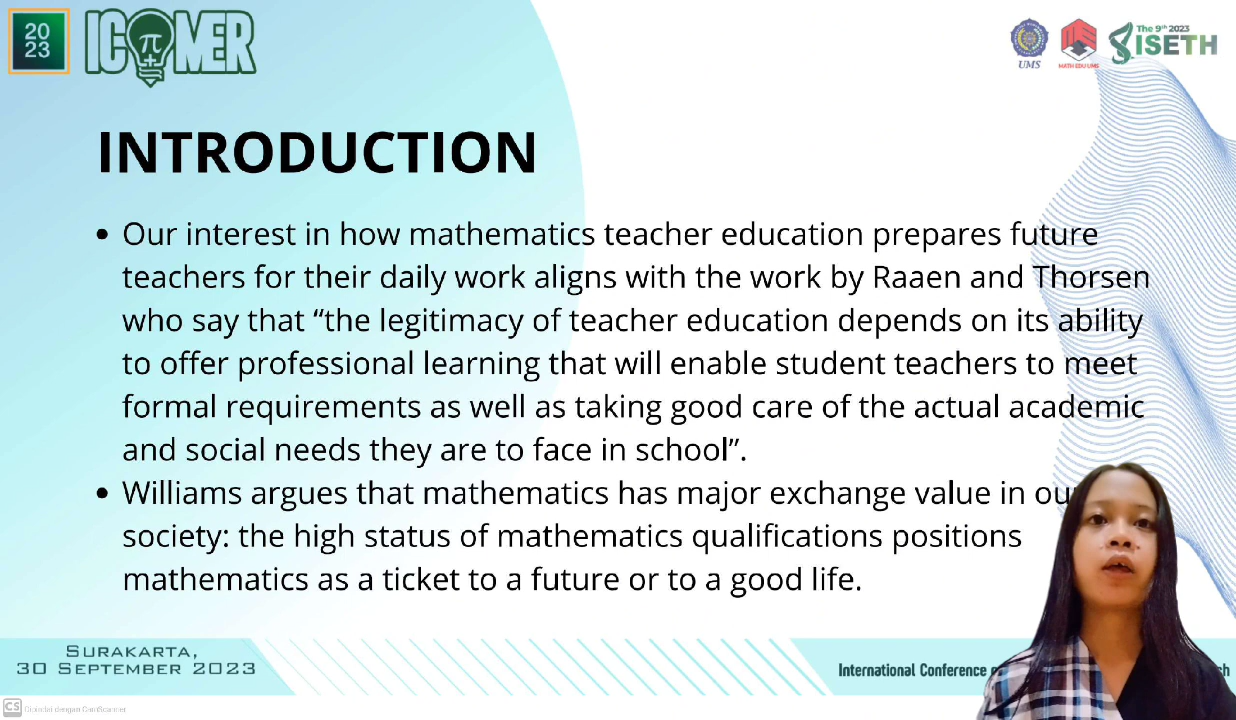 20
23
ICOMER
UMS
MATH EDU UMS
The 9th 2023
ISETH
INTRODUCTION
• Our interest in how mathematics teacher education prepares future
teachers for their daily work aligns with the work by Raaen and Thorsen
who say that “the legitimacy of teacher education depends on its ability
to offer professional learning that will enable student teachers to meet
formal requirements as well as taking good care of the actual academic
and social needs they are to face in school”.
• Williams argues that mathematics has major exchange value in ou
society: the high status of mathematics qualifications positions
mathematics as a ticket to a future or to a good life.
SURAKARTA,
30 SEPTEMBER 2023
International Conference
CS
Dipindai dengan CamScanner